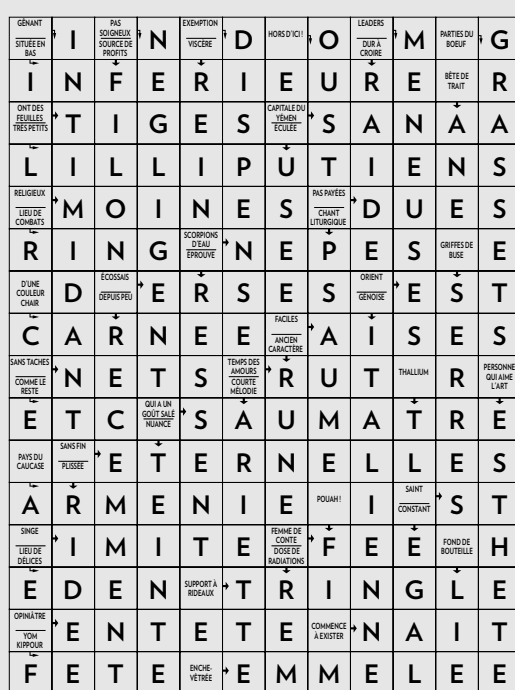 GÊNANT
SITUÉE EN BAS
I
PAS SOIGNEUX
SOURCE DE PROFITS
N
EXEMPTION
VISCÈRE
D
HORS D'ICI !
O
LEADERS
DUR À CROIRE
M
PARTIES DU BOEUF
G
I N F E R I E U R E
BÊTE DE TRAIT
R
ONT DES FEUILLES
TRÈS PETITS
T I G E S
CAPITALE DU YÉMEN
ÉCULÉE
S A N A A
L I L L I P U T I E N S
RELIGIEUX
LIEU DE COMBATS
M O I N E S
PAS PAYÉES
CHANT LITURGIQUE
D U E S
R I N G
SCORPIONS D'EAU
ÉPROUVE
N E P E S
GRIFFES DE BUSE
E
D'UNE COULEUR CHAIR
D
ÉCOSSAIS
DEPUIS PEU
E R S E S
ORIENT
GÉNOISE
E S T
C A R N E E
FACILES
ANCIEN CARACTÈRE
A I S E S
SANS TACHES
COMME LE RESTE
N E T S
TEMPS DES AMOURS
COURTE MÉLODIE
R U T
THALLIUM
R
PERSONNE QUI AIME L'ART
E T C
QUI A UN GOÛT SALÉ
NUANCE
S A U M A T R E
PAYS DU CAUCASE
SANS FIN
PLISSÉE
E T E R N E L L E S
A R M E N I E
POUAH !
I
SAINT
CONSTANT
S T
SINGE
LIEU DE DÉLICES
I M I T E
FEMME DE CONTE
DOSE DE RADIATIONS
F E E
FOND DE BOUTEILLE
H
E D E N
SUPPORT À RIDEAUX
T R I N G L E
OPINIÂTRE
YOM KIPPOUR
E N T E T E
COMMENCE À EXISTER
N A I T
F E T E
ENCHE-
VÊTRÉE
E M M E L E E